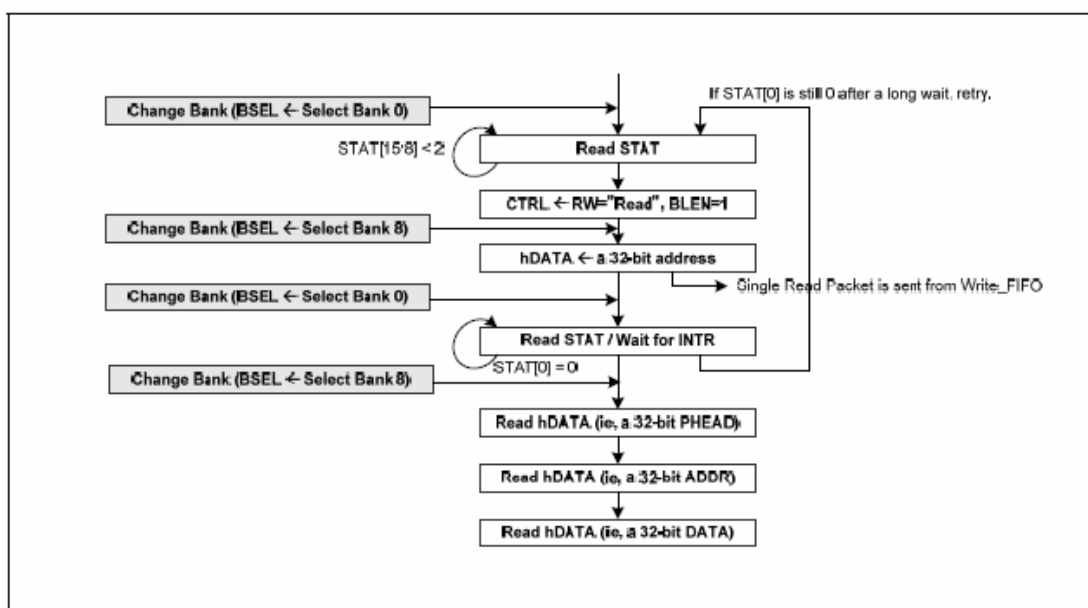 If STAT[0] is still 0 after a long wait, retry.
Change Bank (BSEL ← Select Bank 0)
STAT[15:8] < 2
Read STAT
CTRL ← RW="Read", BLEN=1
Change Bank (BSEL ← Select Bank 8)
hDATA ← a 32-bit address
Single Read Packet is sent from Write_FIFO
Change Bank (BSEL ← Select Bank 0)
Read STAT / Wait for INTR
STAT[0] = 0
Change Bank (BSEL ← Select Bank 8)
Read hDATA (ie, a 32-bit PHEAD)
Read hDATA (ie, a 32-bit ADDR)
Read hDATA (ie, a 32-bit DATA)